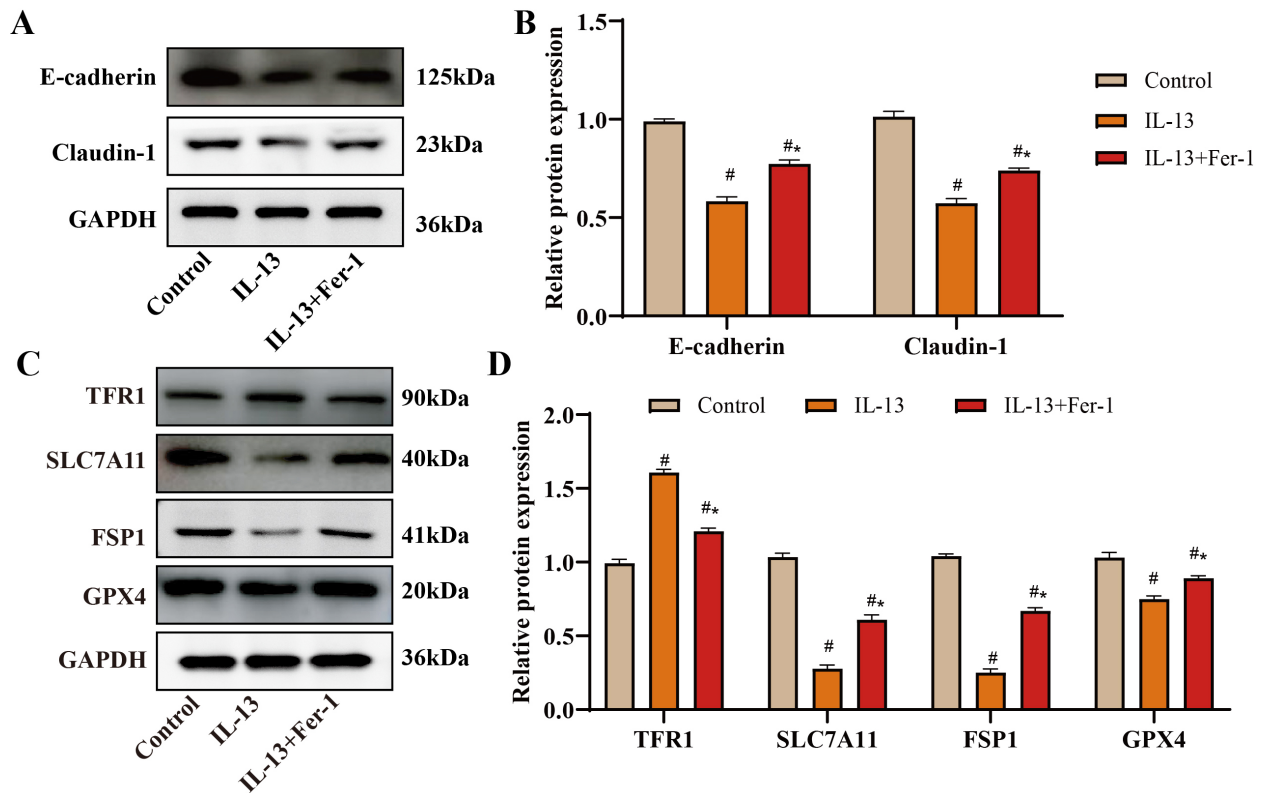 A
E-cadherin
125kDa
Claudin-1
23kDa
GAPDH
36kDa
Control
IL-13
IL-13+Fer-1
B
Relative protein expression
1.5
1.0
0.5
0.0
#
#*
#
#*
E-cadherin
Claudin-1
Control
IL-13
IL-13+Fer-1
C
TFR1
90kDa
SLC7A11
40kDa
FSP1
41kDa
GPX4
20kDa
GAPDH
36kDa
Control
IL-13
IL-13+Fer-1
D
Control
IL-13
IL-13+Fer-1
Relative protein expression
2.0
1.5
1.0
0.5
0.0
#
#*
#
#*
#
#*
#
#*
TFR1
SLC7A11
FSP1
GPX4